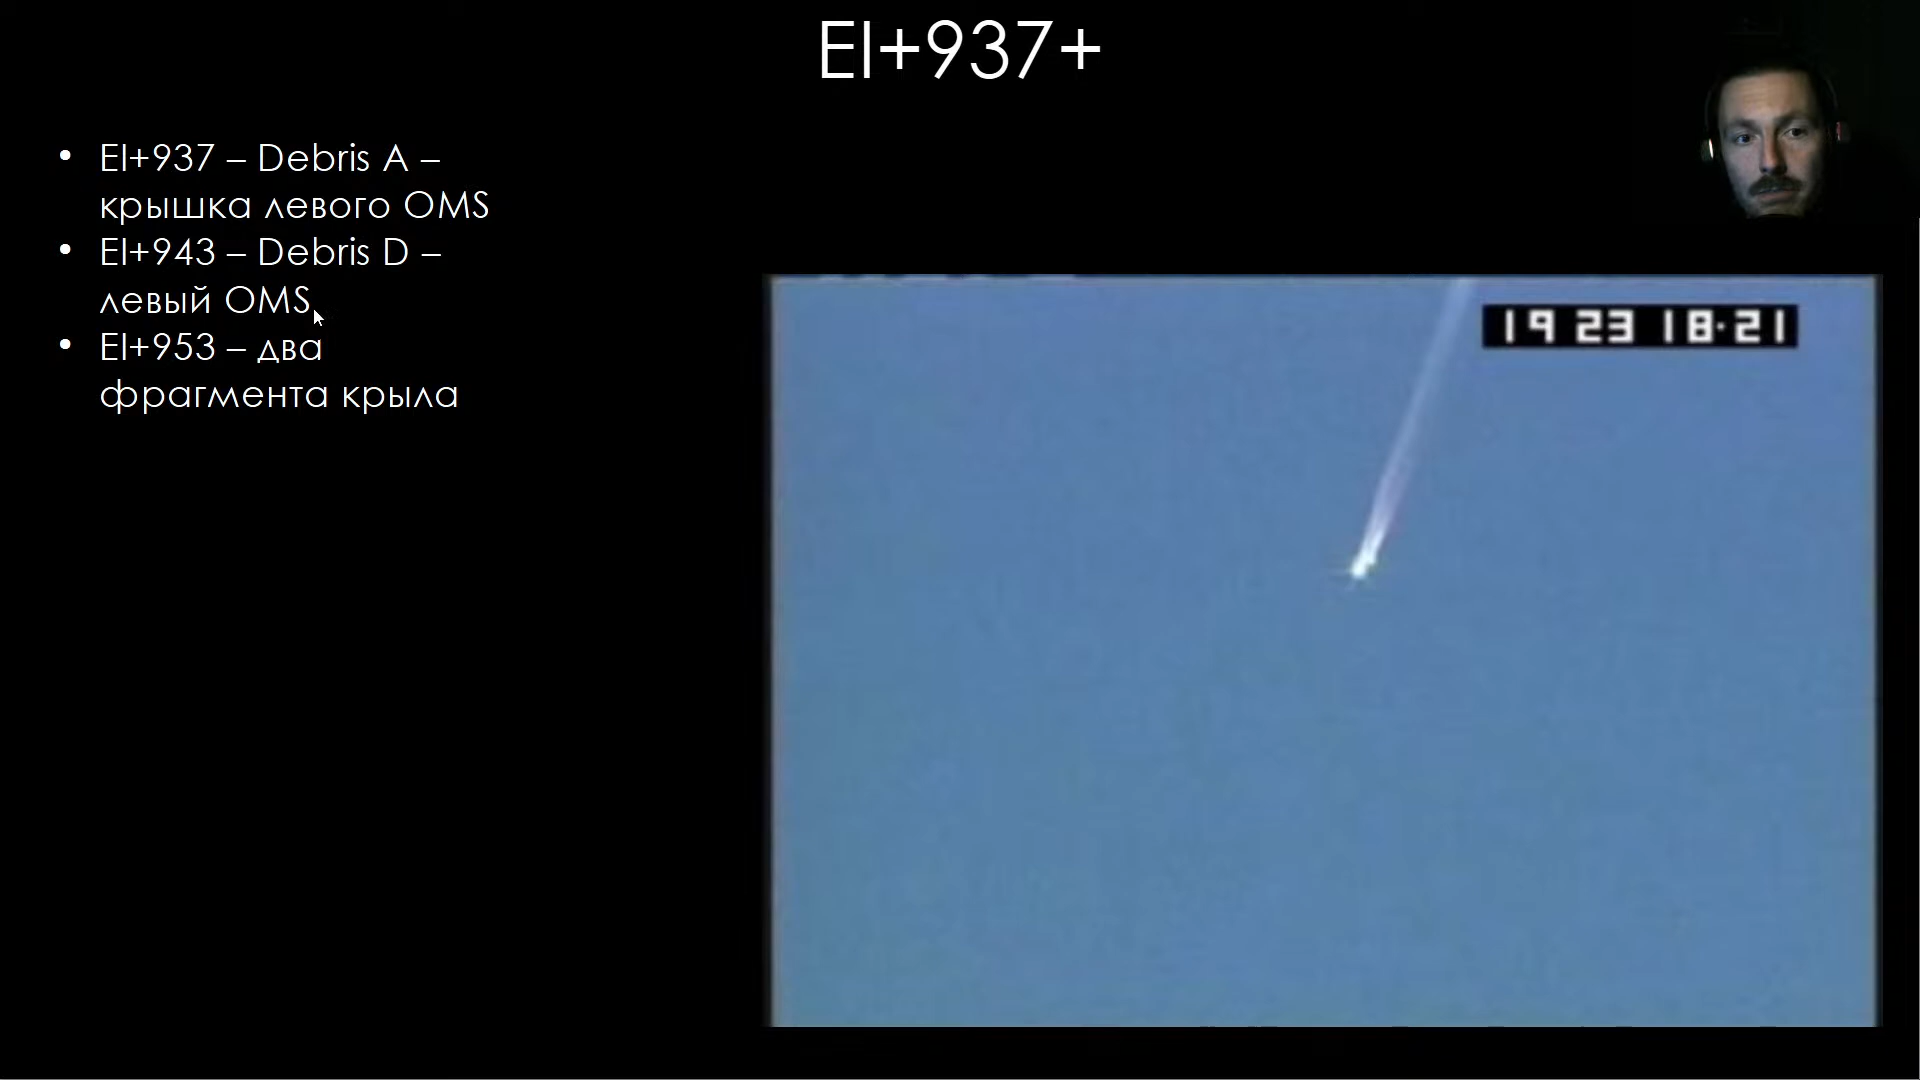 EI+937+
• EI+937 – Debris A –
крышка левого OMS
• EI+943 – Debris D –
левый OMS
• EI+953 – два
фрагмента крыла
19 23 18·21